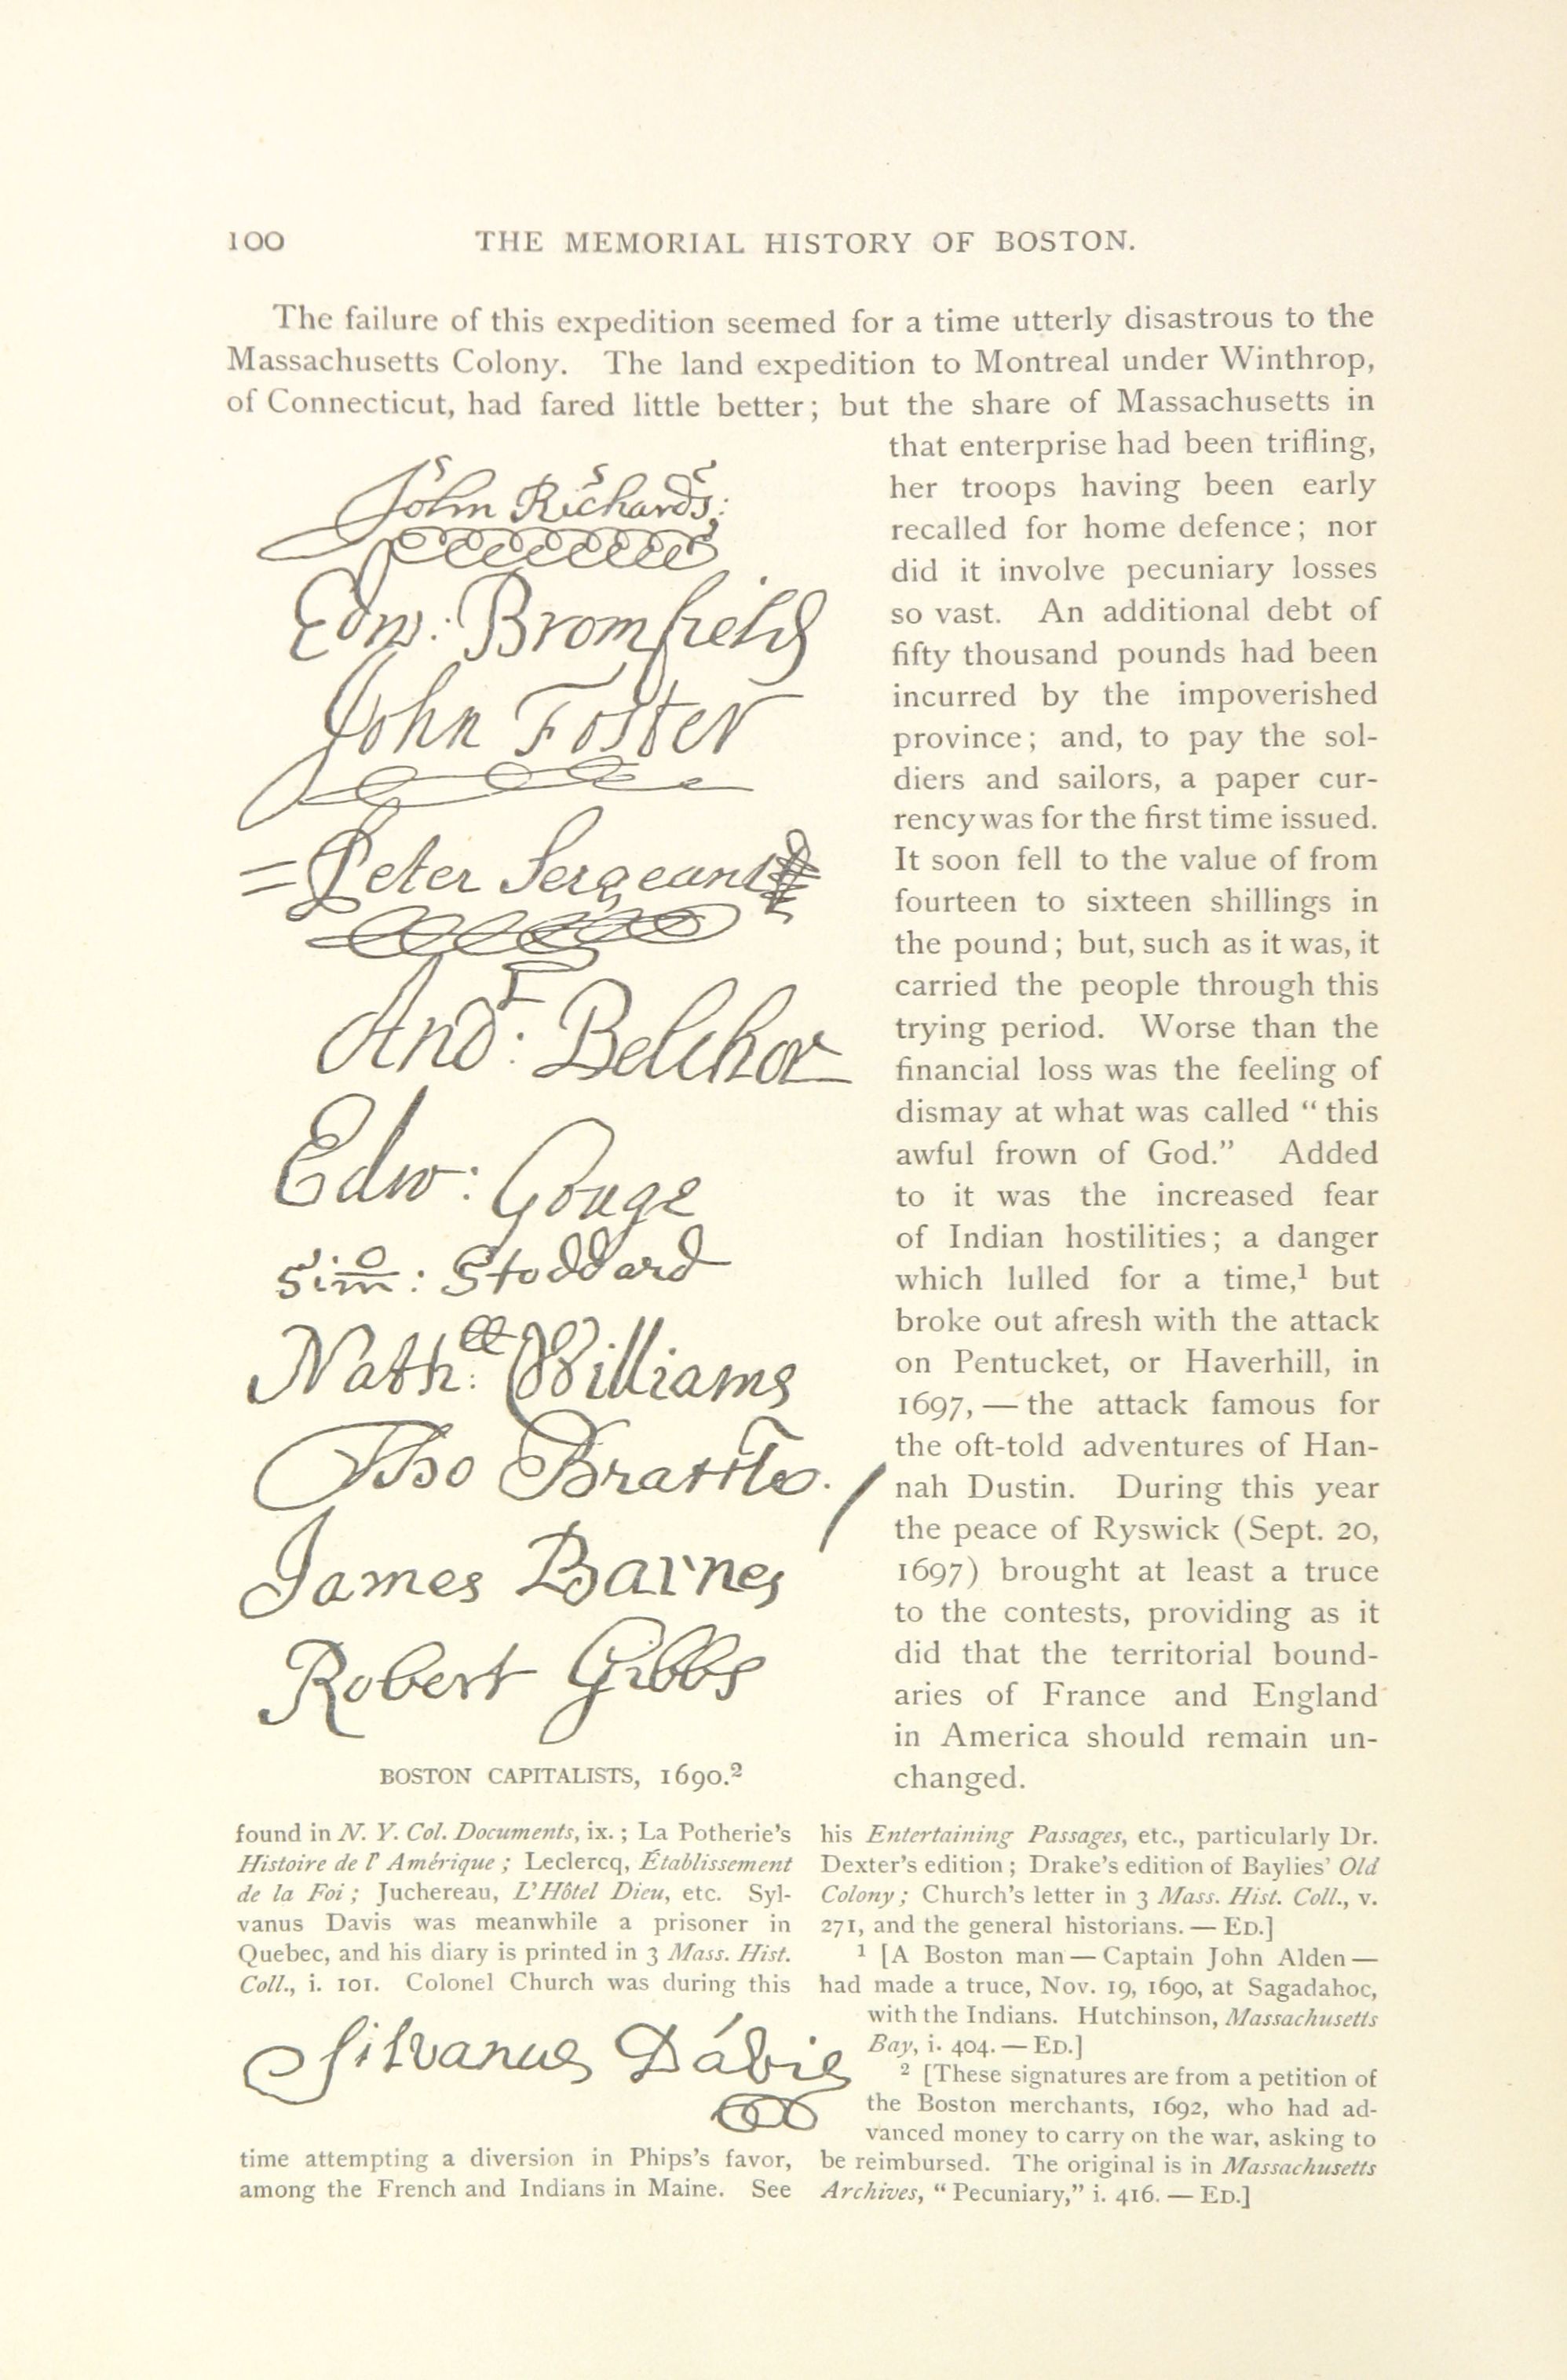 100
THE MEMORIAL HISTORY OF BOSTON.
The failure of this expedition seemed for a time utterly disastrous to the
Massachusetts Colony. The land expedition to Montreal under Winthrop,
of Connecticut, had fared little better; but the share of Massachusetts in
that enterprise had been trifling,
her troops having been early
recalled for home defence; nor
did it involve pecuniary losses
so vast. An additional debt of
fifty thousand pounds had been
incurred by the impoverished
province; and, to pay the sol-
diers and sailors, a paper cur-
rency was for the first time issued.
It soon fell to the value of from
fourteen to sixteen shillings in
the pound; but, such as it was, it
carried the people through this
trying period. Worse than the
financial loss was the feeling of
dismay at what was called “this
awful frown of God.” Added
to it was the increased fear
of Indian hostilities; a danger
which lulled for a time,¹ but
broke out afresh with the attack
on Pentucket, or Haverhill, in
1697, — the attack famous for
the oft-told adventures of Han-
nah Dustin. During this year
the peace of Ryswick (Sept. 20,
1697) brought at least a truce
to the contests, providing as it
did that the territorial bound-
aries of France and England
in America should remain un-
changed.
John Richards:
Edw: Bromfield
John Foster
Peter Sergeant
And: Belcher
Edw: Gouge
Sim: Stoddard
Nath: Williams
Tho Brattle.
James Barnes
Robert Gibbs
BOSTON CAPITALISTS, 1690.²
found in N. Y. Col. Documents, ix.; La Potherie’s
Histoire de l’Amérique; Leclercq, Établissement
de la Foi; Juchereau, L’Hôtel Dieu, etc. Syl-
vanus Davis was meanwhile a prisoner in
Quebec, and his diary is printed in 3 Mass. Hist.
Coll., i. 101. Colonel Church was during this
Silvanus Davis
time attempting a diversion in Phips’s favor,
among the French and Indians in Maine. See
his Entertaining Passages, etc., particularly Dr.
Dexter’s edition; Drake’s edition of Baylies’ Old
Colony; Church’s letter in 3 Mass. Hist. Coll., v.
271, and the general historians. — ED.]
¹ [A Boston man — Captain John Alden —
had made a truce, Nov. 19, 1690, at Sagadahoc,
with the Indians. Hutchinson, Massachusetts
Bay, i. 404. — ED.]
² [These signatures are from a petition of
the Boston merchants, 1692, who had ad-
vanced money to carry on the war, asking to
be reimbursed. The original is in Massachusetts
Archives, “Pecuniary,” i. 416. — ED.]